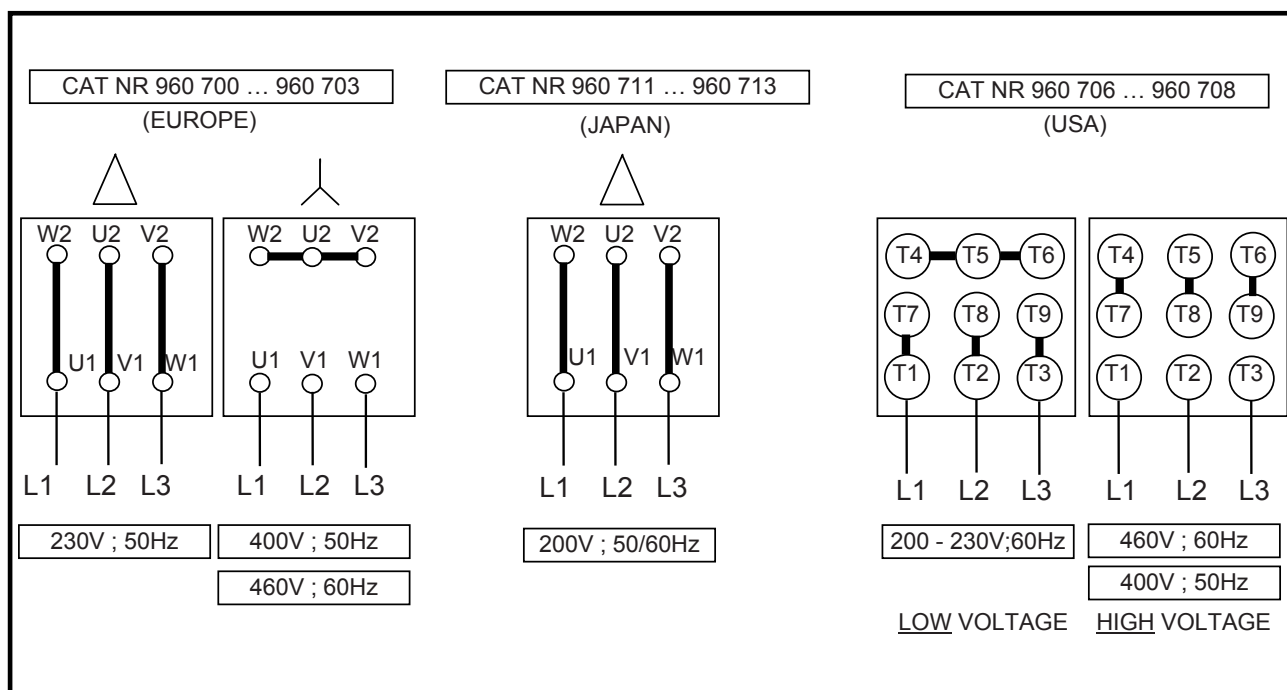 CAT NR 960 700 … 960 703
(EUROPE)
W2 U2 V2
U1 V1 W1
L1 L2 L3
230V ; 50Hz
W2 U2 V2
U1 V1 W1
L1 L2 L3
400V ; 50Hz
460V ; 60Hz
CAT NR 960 711 … 960 713
(JAPAN)
W2 U2 V2
U1 V1 W1
L1 L2 L3
200V ; 50/60Hz
CAT NR 960 706 … 960 708
(USA)
T4 T5 T6
T7 T8 T9
T1 T2 T3
L1 L2 L3
200 - 230V;60Hz
LOW VOLTAGE
T4 T5 T6
T7 T8 T9
T1 T2 T3
L1 L2 L3
460V ; 60Hz
400V ; 50Hz
HIGH VOLTAGE